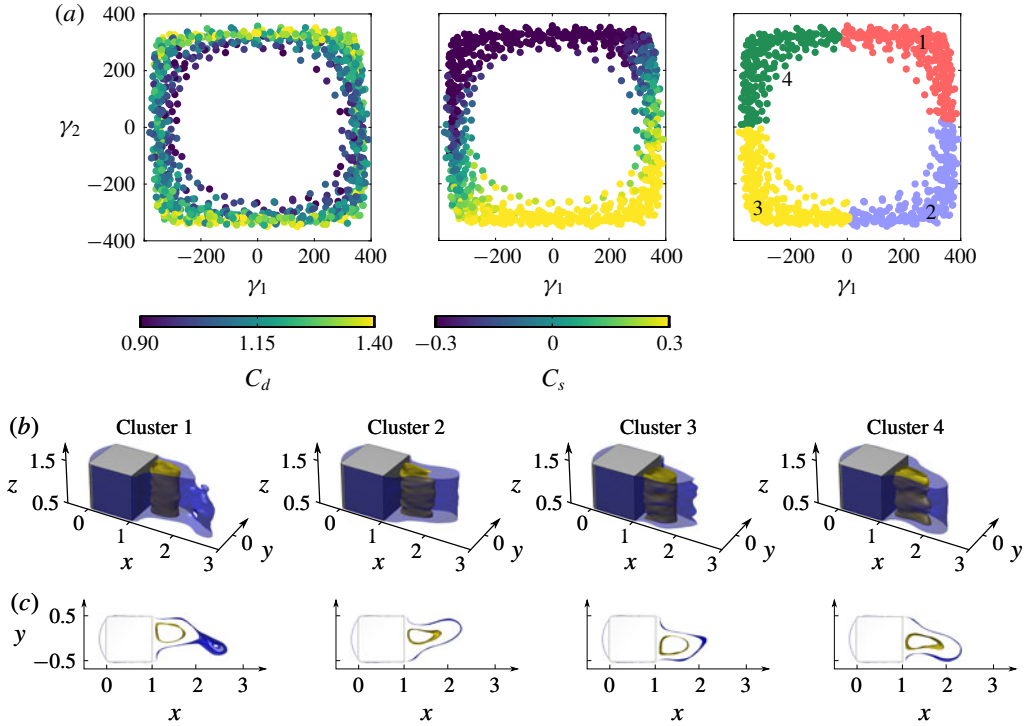 (a)
400
200
0
−200
−400
γ2
1
4
3
2
−200 0 200 400
−200 0 200 400
−200 0 200 400
γ1
γ1
γ1
0.90 1.15 1.40
−0.3 0 0.3
Cd
Cs
(b)
Cluster 1
Cluster 2
Cluster 3
Cluster 4
1.5
z
0.5
0
1
x
2
3
0
y
1.5
z
0.5
0
1
x
2
3
0
y
1.5
z
0.5
0
1
x
2
3
0
y
1.5
z
0.5
0
1
x
2
3
0
y
(c)
0.5
y
−0.5
0 1 2 3
0 1 2 3
0 1 2 3
0 1 2 3
x
x
x
x